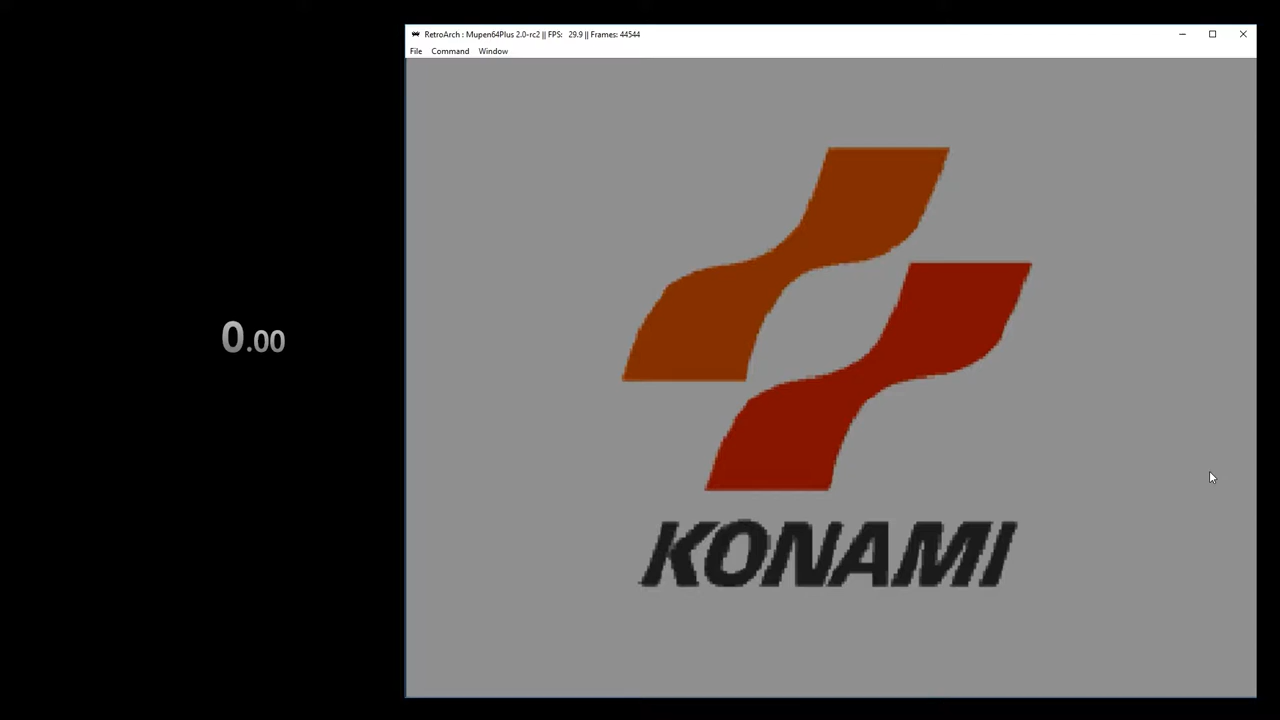 RetroArch : Mupen64Plus 2.0-rc2 || FPS: 29.9 || Frames: 44544
File Command Window
0.00
KONAMI